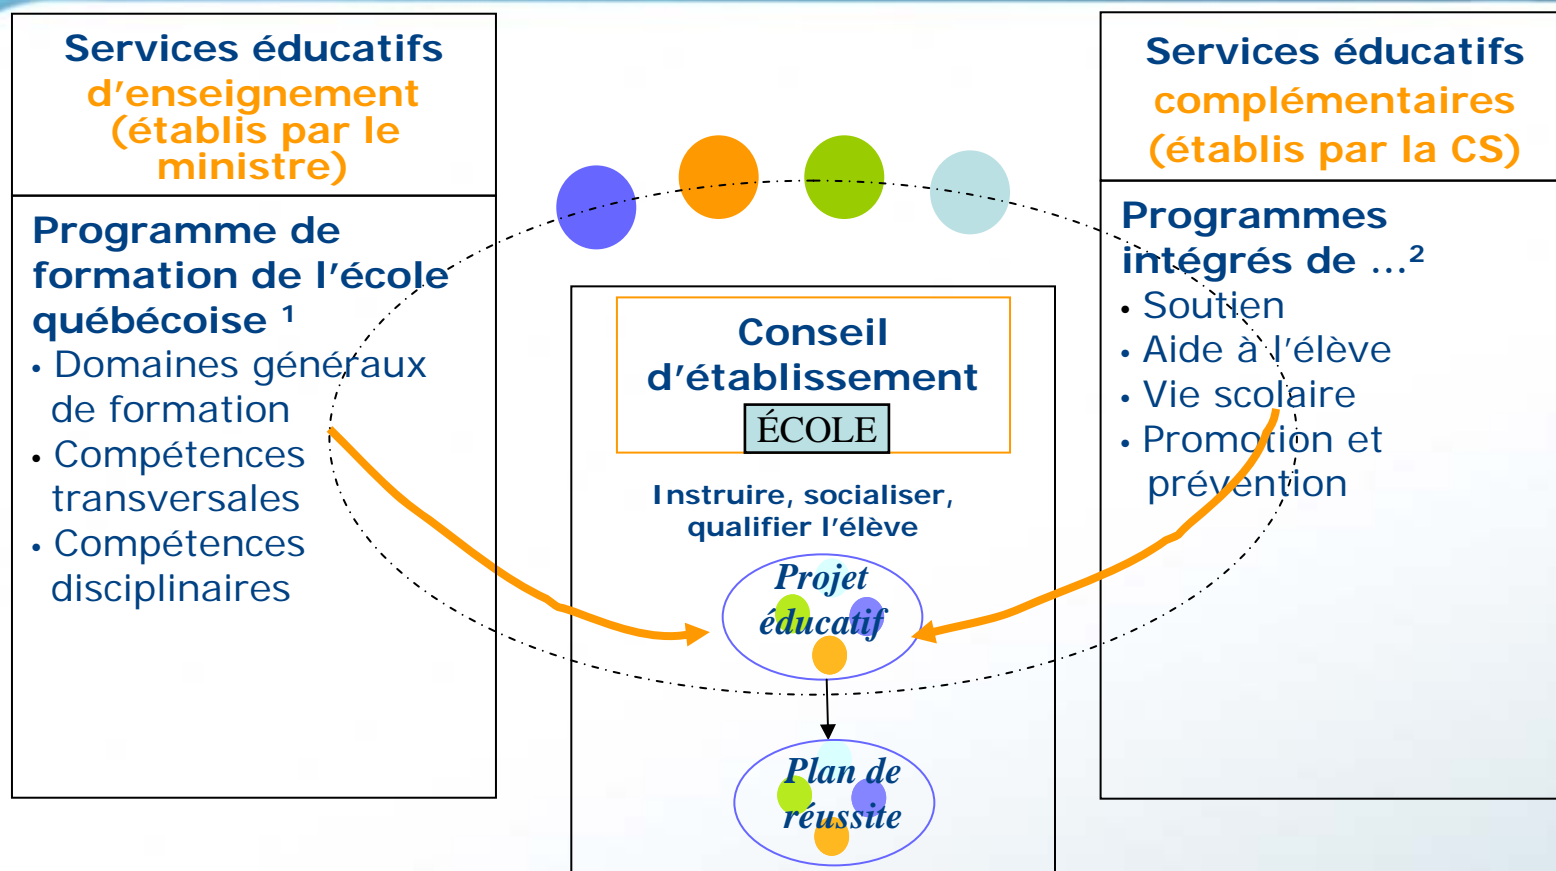 Services éducatifs
d'enseignement
(établis par le
ministre)
Programme de
formation de l'école
québécoise ¹
• Domaines généraux
de formation
• Compétences
transversales
• Compétences
disciplinaires
Conseil
d'établissement
ÉCOLE
Instruire, socialiser,
qualifier l'élève
Projet
éducatif
Plan de
réussite
Services éducatifs
complémentaires
(établis par la CS)
Programmes
intégrés de ...²
• Soutien
• Aide à l'élève
• Vie scolaire
• Promotion et
prévention